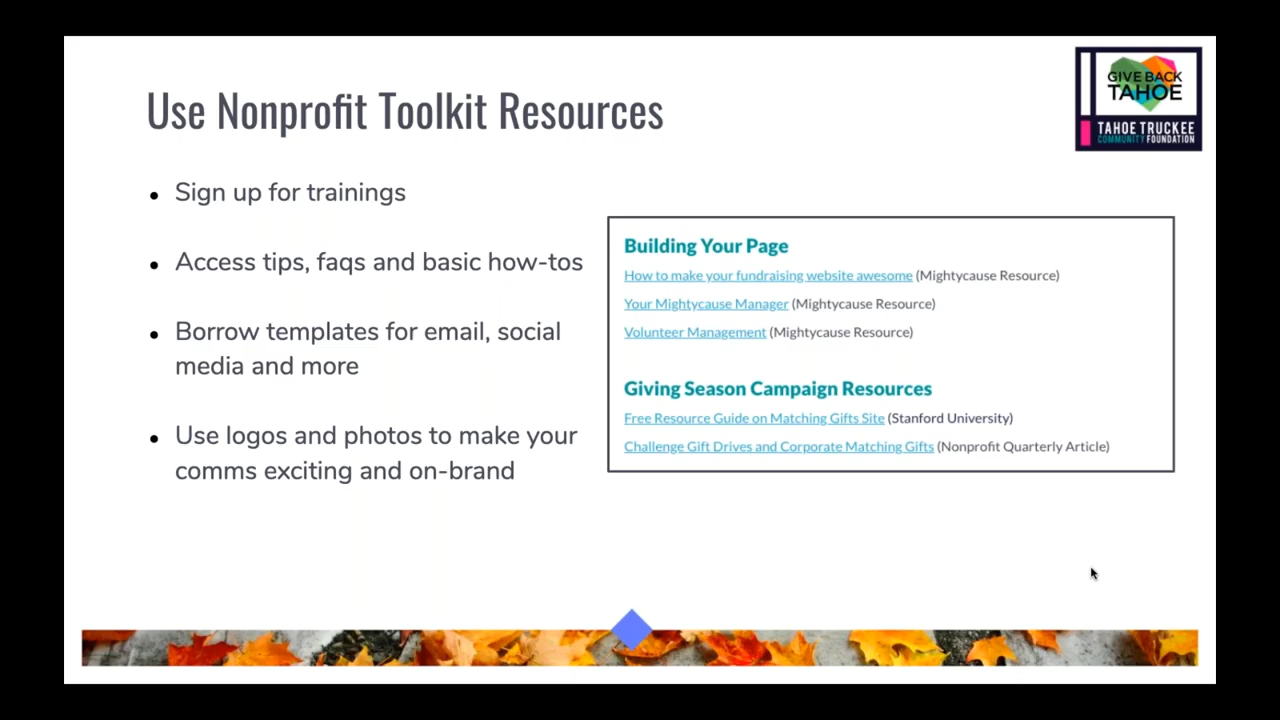 Use Nonprofit Toolkit Resources
GIVE BACK
TAHOE
TAHOE TRUCKEE
COMMUNITY FOUNDATION
• Sign up for trainings
• Access tips, faqs and basic how-tos
• Borrow templates for email, social
media and more
• Use logos and photos to make your
comms exciting and on-brand
Building Your Page
How to make your fundraising website awesome (Mightycause Resource)
Your Mightycause Manager (Mightycause Resource)
Volunteer Management (Mightycause Resource)
Giving Season Campaign Resources
Free Resource Guide on Matching Gifts Site (Stanford University)
Challenge Gift Drives and Corporate Matching Gifts (Nonprofit Quarterly Article)